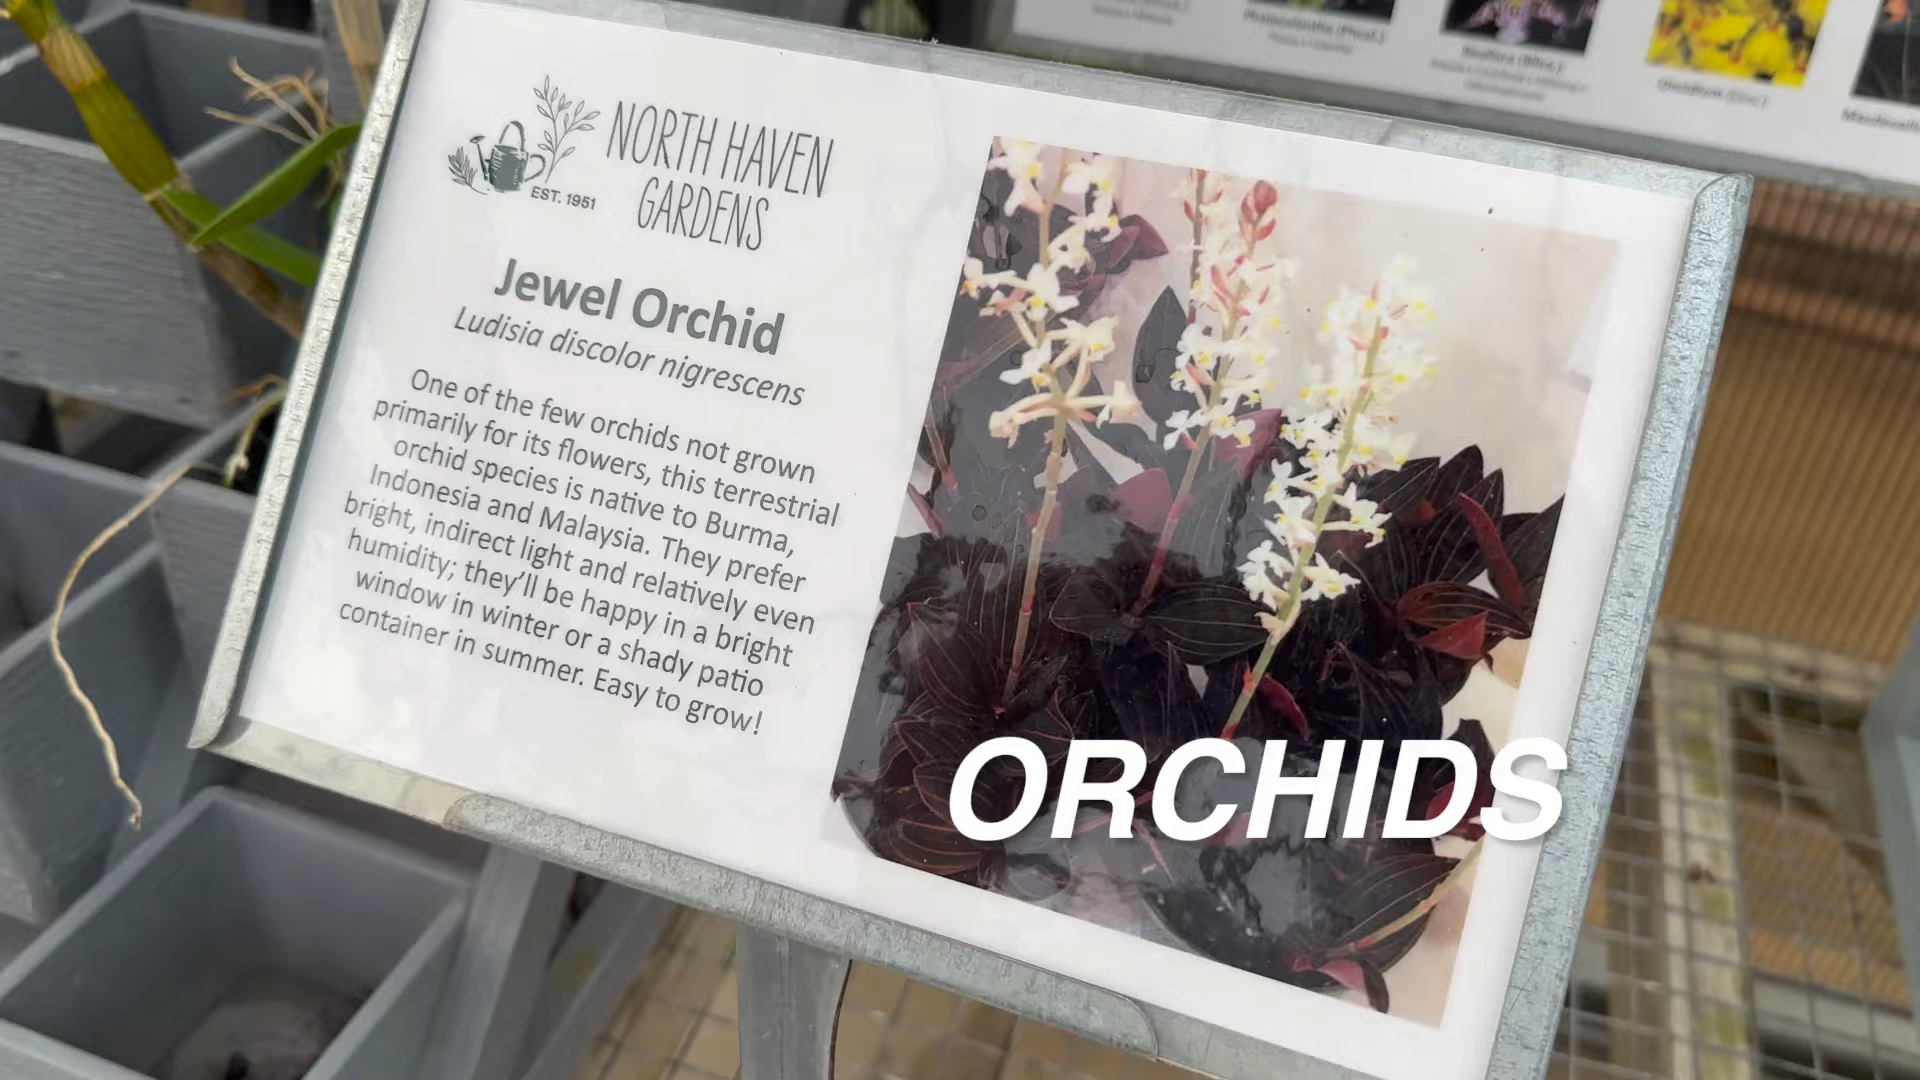 NORTH HAVEN
GARDENS
EST. 1951
Jewel Orchid
Ludisia discolor nigrescens
One of the few orchids not grown
primarily for its flowers, this terrestrial
orchid species is native to Burma,
Indonesia and Malaysia. They prefer
bright, indirect light and relatively even
humidity; they'll be happy in a bright
window in winter or a shady patio
container in summer. Easy to grow!
ORCHIDS
Oncidium (Onc.)